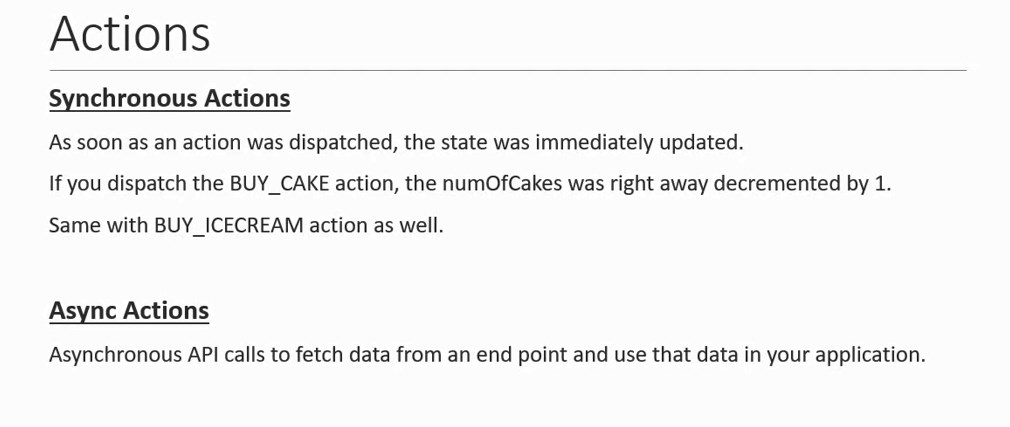 Actions
Synchronous Actions
As soon as an action was dispatched, the state was immediately updated.
If you dispatch the BUY_CAKE action, the numOfCakes was right away decremented by 1.
Same with BUY_ICECREAM action as well.
Async Actions
Asynchronous API calls to fetch data from an end point and use that data in your application.